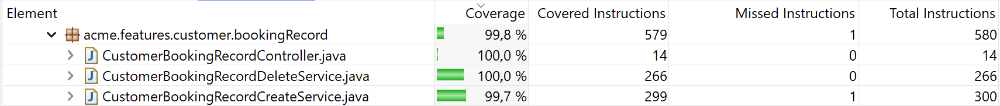 Element Coverage Covered Instructions Missed Instructions Total Instructions
acme.features.customer.bookingRecord 99,8 % 579 1 580
CustomerBookingRecordController.java 100,0 % 14 0 14
CustomerBookingRecordDeleteService.java 100,0 % 266 0 266
CustomerBookingRecordCreateService.java 99,7 % 299 1 300